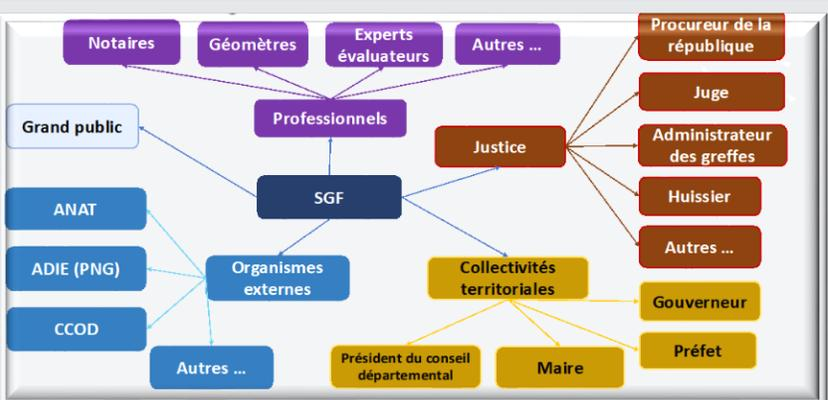 Notaires
Géomètres
Experts
évaluateurs
Autres ...
Procureur de la
république
Juge
Administrateur
des greffes
Huissier
Autres ...
Professionnels
Justice
Grand public
SGF
ANAT
ADIE (PNG)
CCOD
Autres ...
Organismes
externes
Collectivités
territoriales
Gouverneur
Préfet
Président du conseil
départemental
Maire